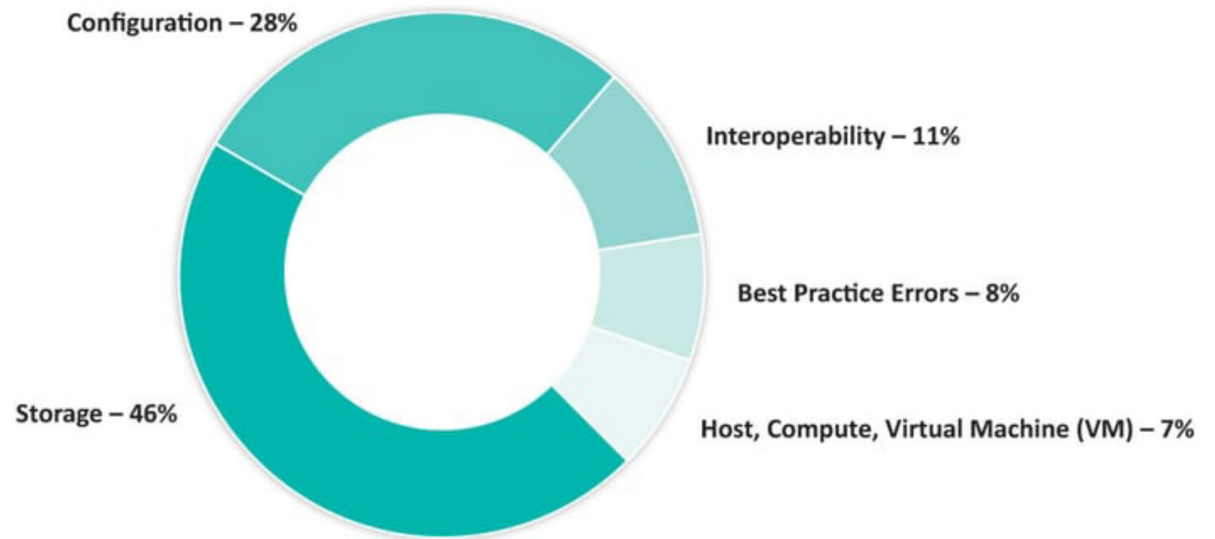 Configuration – 28%
Interoperability – 11%
Best Practice Errors – 8%
Storage – 46%
Host, Compute, Virtual Machine (VM) – 7%